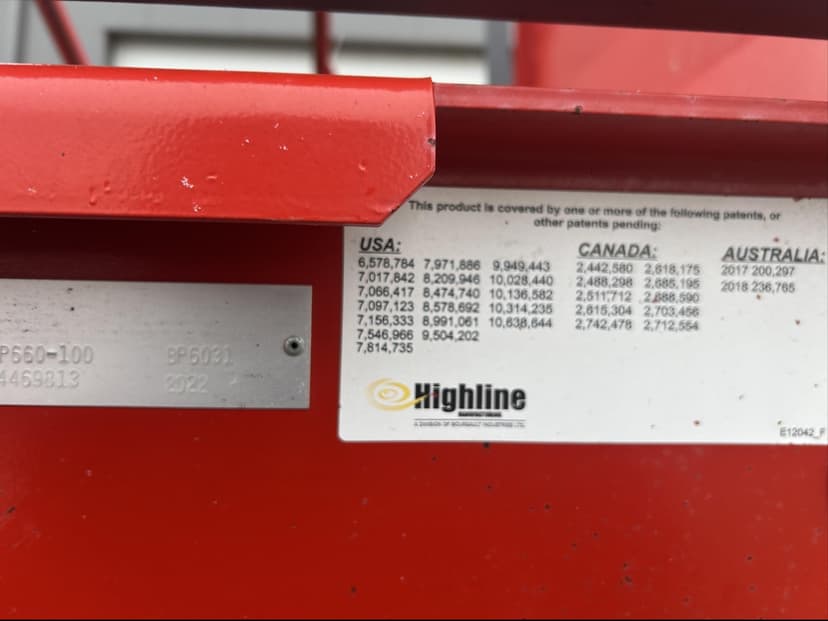 P660-100 BP6031
4469813 2022
This product is covered by one or more of the following patents, or
other patents pending:
USA:
6,578,784 7,971,886 9,949,443
7,017,842 8,209,946 10,028,440
7,066,417 8,474,740 10,136,582
7,097,123 8,578,692 10,314,235
7,156,333 8,991,061 10,638,644
7,546,966 9,504,202
7,814,735
CANADA:
2,442,580 2,618,175
2,488,298 2,685,195
2,511,712 2,688,590
2,615,304 2,703,456
2,742,478 2,712,554
AUSTRALIA:
2017 200,297
2018 236,765
Highline
MANUFACTURING
A DIVISION OF BOURGAULT INDUSTRIES LTD.
E12042_F